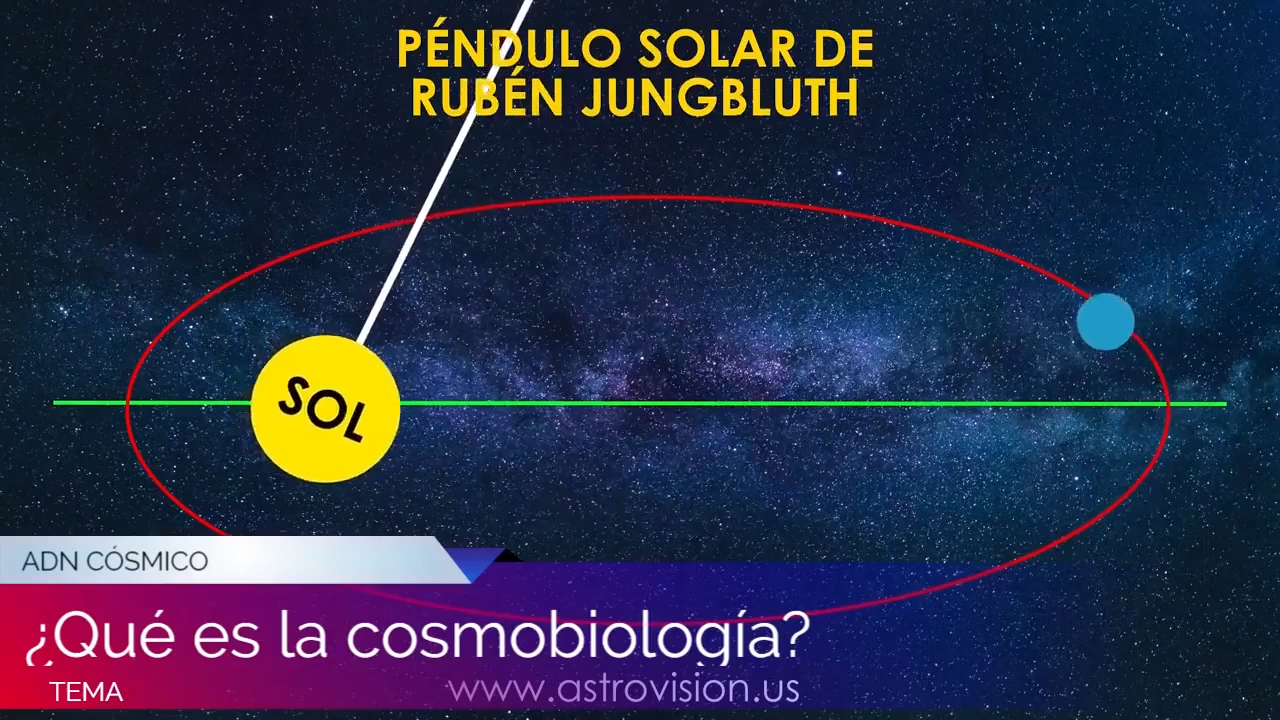 PÉNDULO SOLAR DE
RUBÉN JUNGBLUTH
SOL
ADN CÓSMICO
¿Qué es la cosmobiología?
TEMA
www.astrovision.us